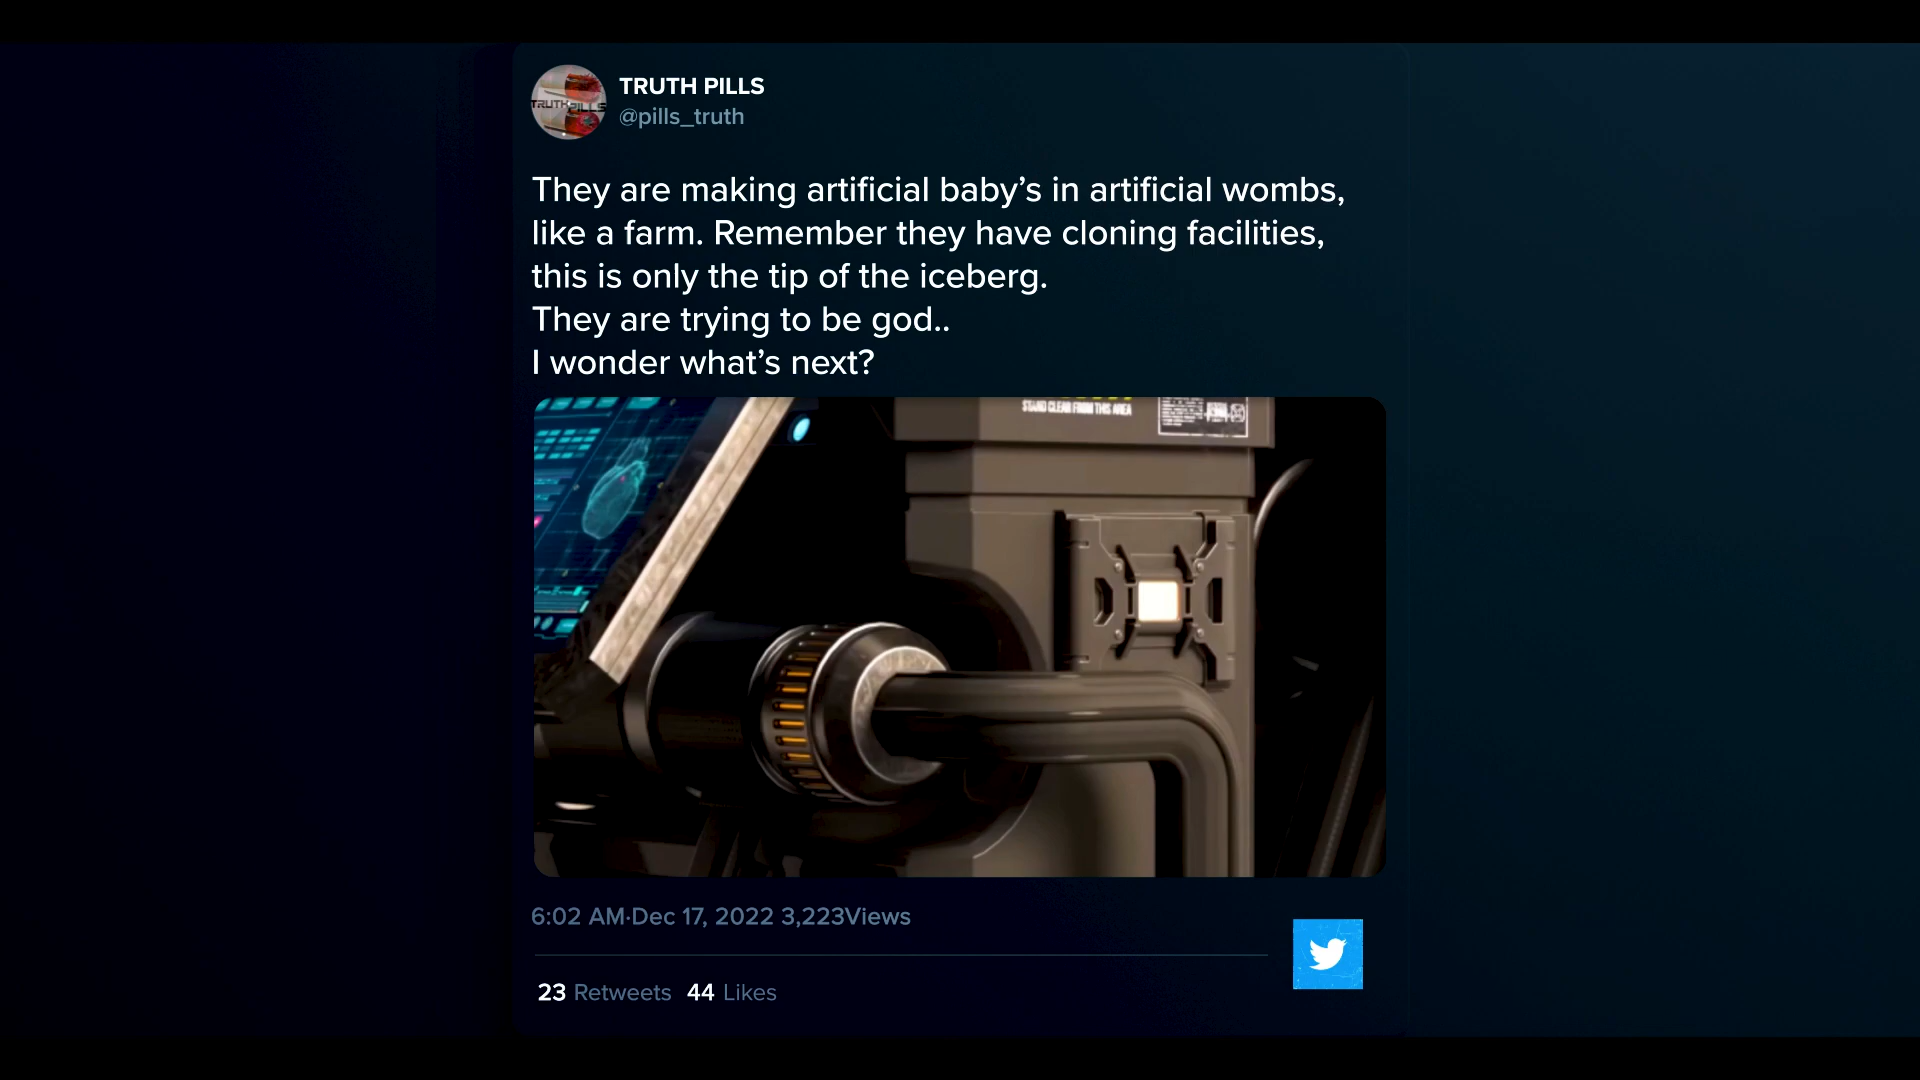 TRUTH PILLS
@pills_truth
They are making artificial baby’s in artificial wombs,
like a farm. Remember they have cloning facilities,
this is only the tip of the iceberg.
They are trying to be god..
I wonder what’s next?
STAND CLEAR FROM THIS AREA
6:02 AM·Dec 17, 2022 3,223Views
23 Retweets 44 Likes